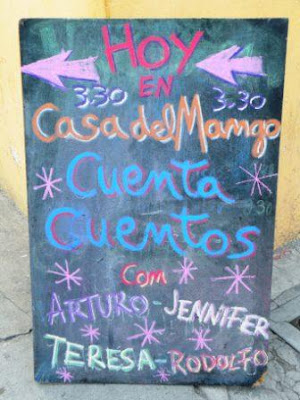 Hoy
EN
3:30 3:30
Casa del Mango
Cuenta
Cuentos
Com
ARTURO-JENNIFER
TERESA-RODOLFO